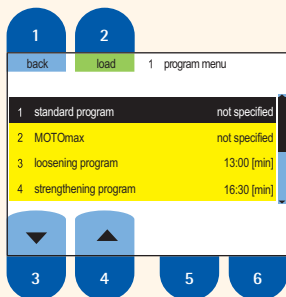 1 2
back load 1 program menu
1 standard program not specified
2 MOTOmax not specified
3 loosening program 13:00 [min]
4 strengthening program 16:30 [min]
3 4 5 6